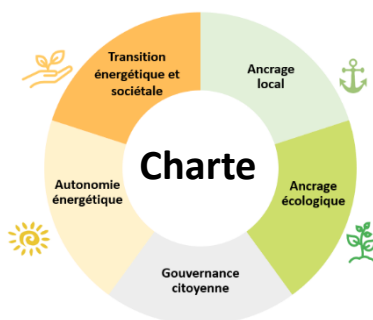 Transition
énergétique et
sociétale
Ancrage
local
Charte
Autonomie
énergétique
Ancrage
écologique
Gouvernance
citoyenne